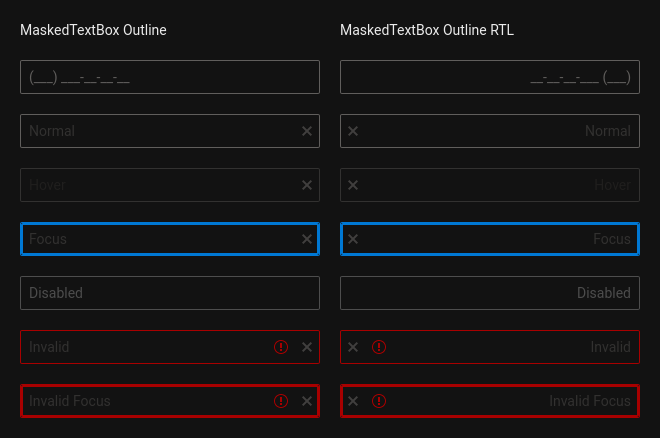 MaskedTextBox Outline
MaskedTextBox Outline RTL
(___) ___-__-__-__
__-__-__-___ (___)
Normal
Normal
Hover
Hover
Focus
Focus
Disabled
Disabled
Invalid
Invalid
Invalid Focus
Invalid Focus